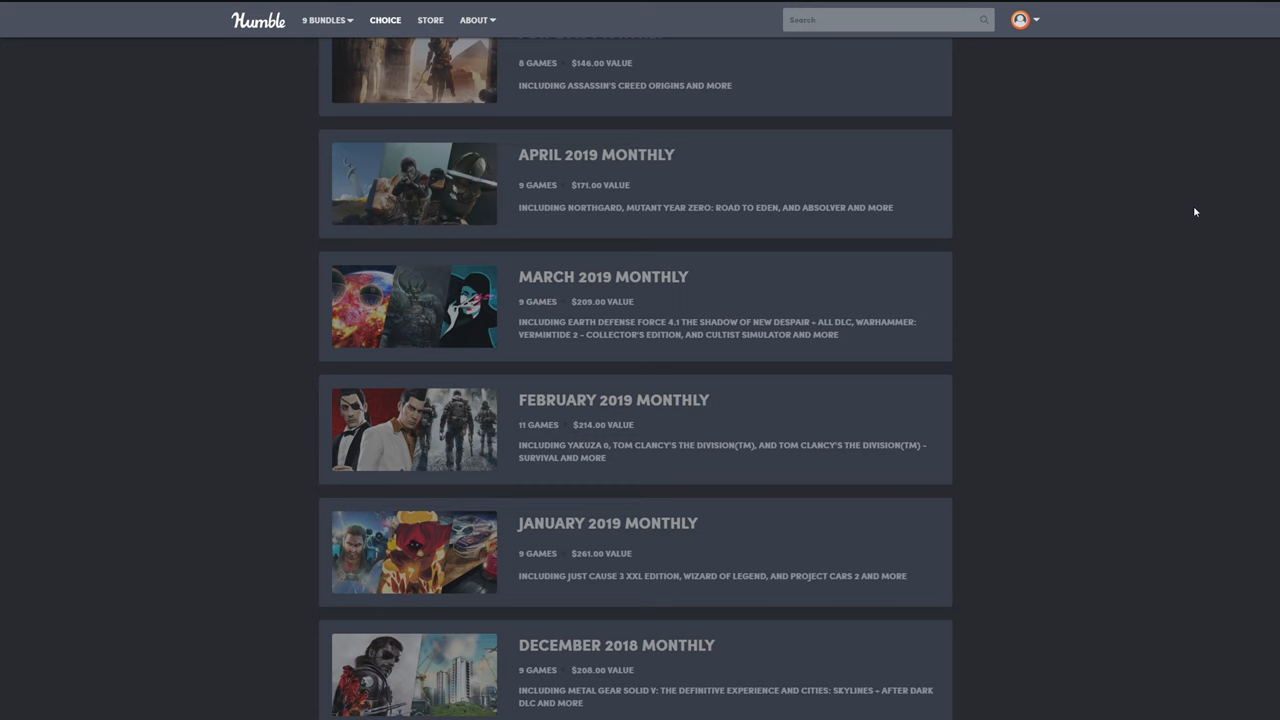 Humble 9 BUNDLES CHOICE STORE ABOUT Search
8 GAMES $146.00 VALUE
INCLUDING ASSASSIN'S CREED ORIGINS AND MORE
APRIL 2019 MONTHLY
9 GAMES $171.00 VALUE
INCLUDING NORTHGARD, MUTANT YEAR ZERO: ROAD TO EDEN, AND ABSOLVER AND MORE
MARCH 2019 MONTHLY
9 GAMES $209.00 VALUE
INCLUDING EARTH DEFENSE FORCE 4.1 THE SHADOW OF NEW DESPAIR - ALL DLC, WARHAMMER:
VERMINTIDE 2 - COLLECTOR'S EDITION, AND CULTIST SIMULATOR AND MORE
FEBRUARY 2019 MONTHLY
11 GAMES $214.00 VALUE
INCLUDING YAKUZA 0, TOM CLANCY'S THE DIVISION(TM), AND TOM CLANCY'S THE DIVISION(TM) -
SURVIVAL AND MORE
JANUARY 2019 MONTHLY
9 GAMES $261.00 VALUE
INCLUDING JUST CAUSE 3 XXL EDITION, WIZARD OF LEGEND, AND PROJECT CARS 2 AND MORE
DECEMBER 2018 MONTHLY
9 GAMES $208.00 VALUE
INCLUDING METAL GEAR SOLID V: THE DEFINITIVE EXPERIENCE AND CITIES: SKYLINES - AFTER DARK
DLC AND MORE